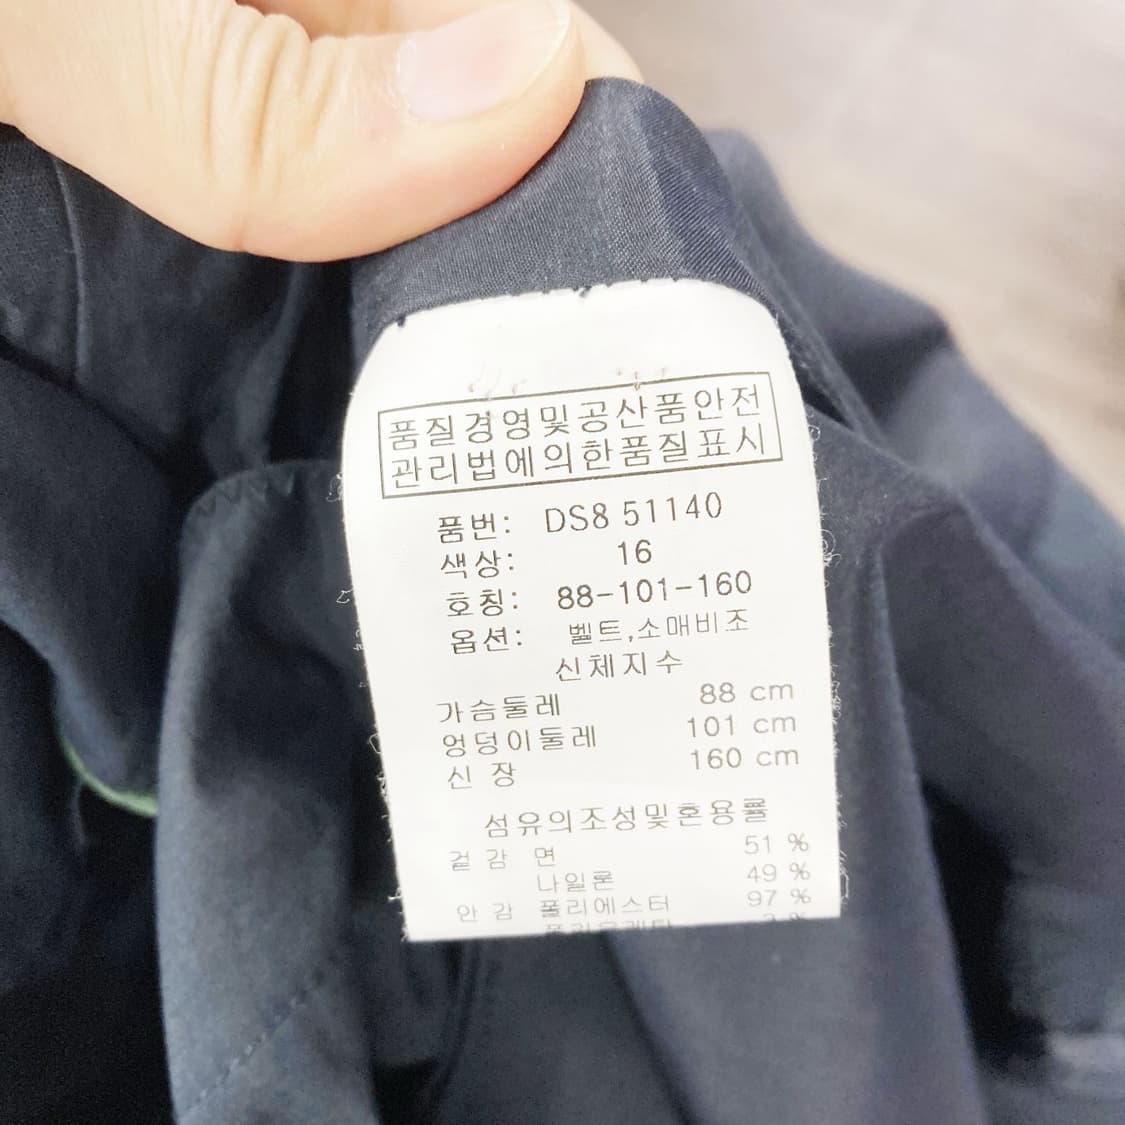 품질경영및공산품안전
관리법에의한품질표시
품번: DS8 51140
색상: 16
호칭: 88-101-160
옵션: 벨트,소매비조
신체지수
가슴둘레 88 cm
엉덩이둘레 101 cm
신 장 160 cm
섬유의조성및혼용률
겉 감 면 51 %
나일론 49 %
안 감 폴리에스터 97 %